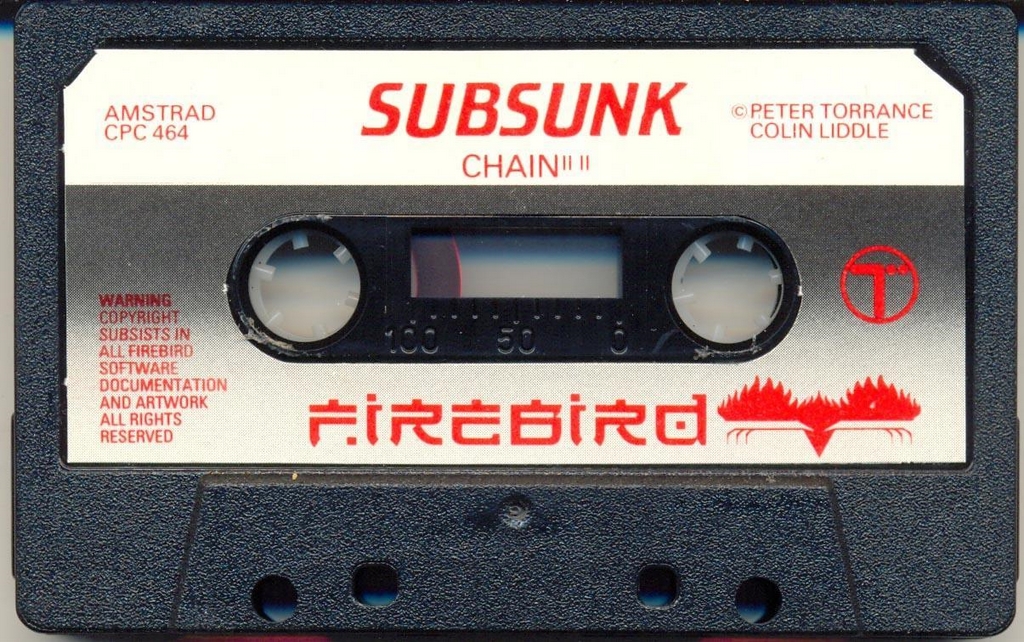 AMSTRAD
CPC 464
SUBSUNK
CHAIN" "
© PETER TORRANCE
COLIN LIDDLE
T
WARNING
COPYRIGHT
SUBSISTS IN
ALL FIREBIRD
SOFTWARE
DOCUMENTATION
AND ARTWORK
ALL RIGHTS
RESERVED
100 50 0
FIREBIRD